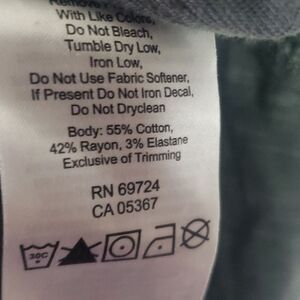 With Like Colors,
Do Not Bleach,
Tumble Dry Low,
Iron Low,
Do Not Use Fabric Softener,
If Present Do Not Iron Decal,
Do Not Dryclean
Body: 55% Cotton,
42% Rayon, 3% Elastane
Exclusive of Trimming
RN 69724
CA 05367
30C